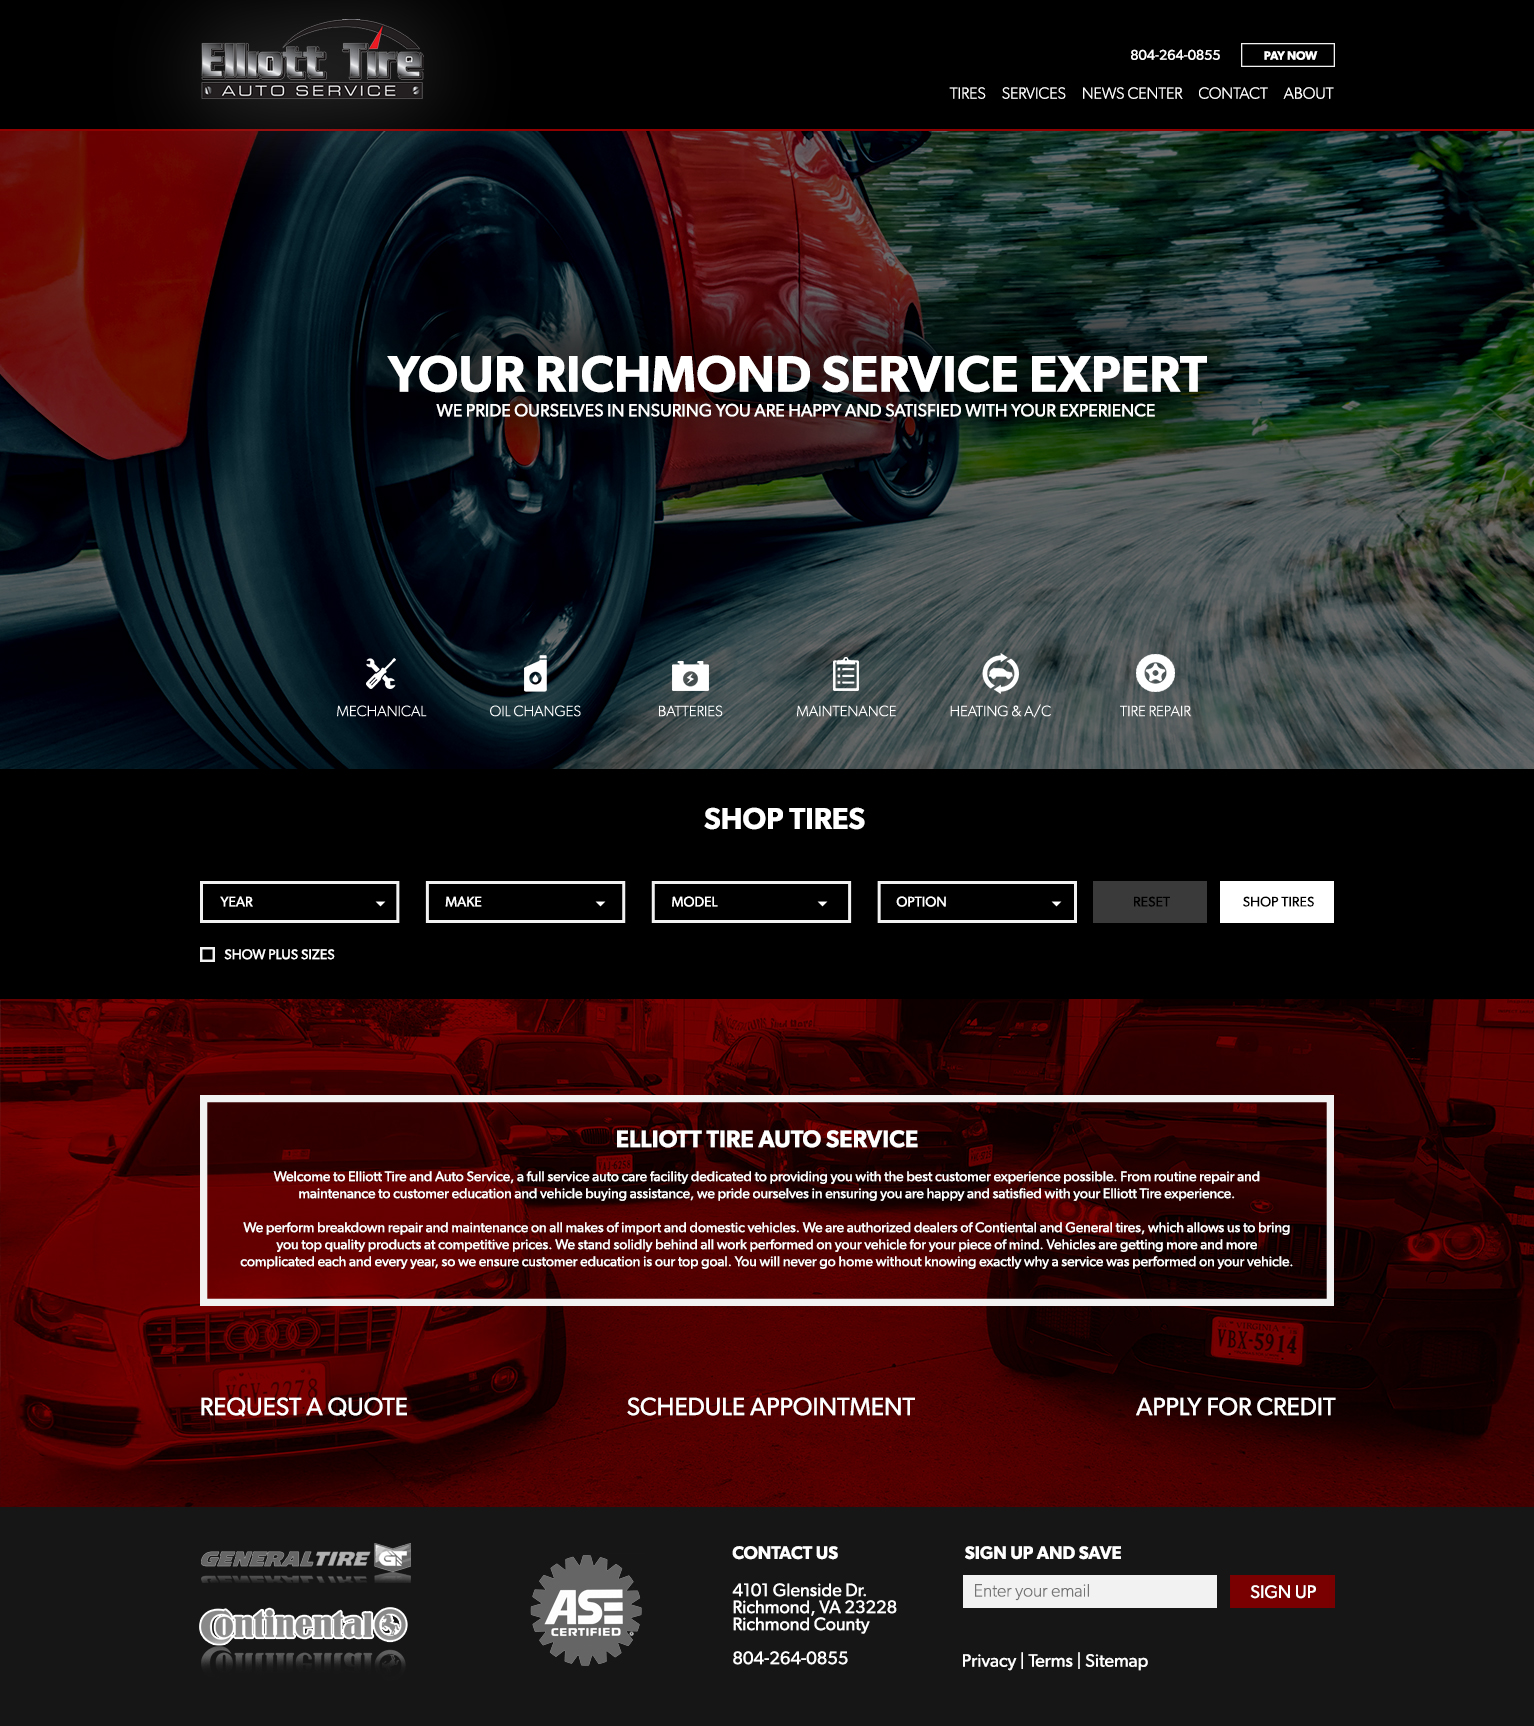 Elliott Tire
AUTO SERVICE
804-264-0855
PAY NOW
TIRES SERVICES NEWS CENTER CONTACT ABOUT
YOUR RICHMOND SERVICE EXPERT
WE PRIDE OURSELVES IN ENSURING YOU ARE HAPPY AND SATISFIED WITH YOUR EXPERIENCE
MECHANICAL OIL CHANGES BATTERIES MAINTENANCE HEATING & A/C TIRE REPAIR
SHOP TIRES
YEAR MAKE MODEL OPTION RESET SHOP TIRES
SHOW PLUS SIZES
ELLIOTT TIRE AUTO SERVICE
Welcome to Elliott Tire and Auto Service, a full service auto care facility dedicated to providing you with the best customer experience possible. From routine repair and
maintenance to customer education and vehicle buying assistance, we pride ourselves in ensuring you are happy and satisfied with your Elliott Tire experience.
We perform breakdown repair and maintenance on all makes of import and domestic vehicles. We are authorized dealers of Contiental and General tires, which allows us to bring
you top quality products at competitive prices. We stand solidly behind all work performed on your vehicle for your piece of mind. Vehicles are getting more and more
complicated each and every year, so we ensure customer education is our top goal. You will never go home without knowing exactly why a service was performed on your vehicle.
VBX-5914
REQUEST A QUOTE SCHEDULE APPOINTMENT APPLY FOR CREDIT
GENERAL TIRE GT
Continental
ASE
CERTIFIED
CONTACT US
4101 Glenside Dr.
Richmond, VA 23228
Richmond County
804-264-0855
SIGN UP AND SAVE
Enter your email
SIGN UP
Privacy | Terms | Sitemap